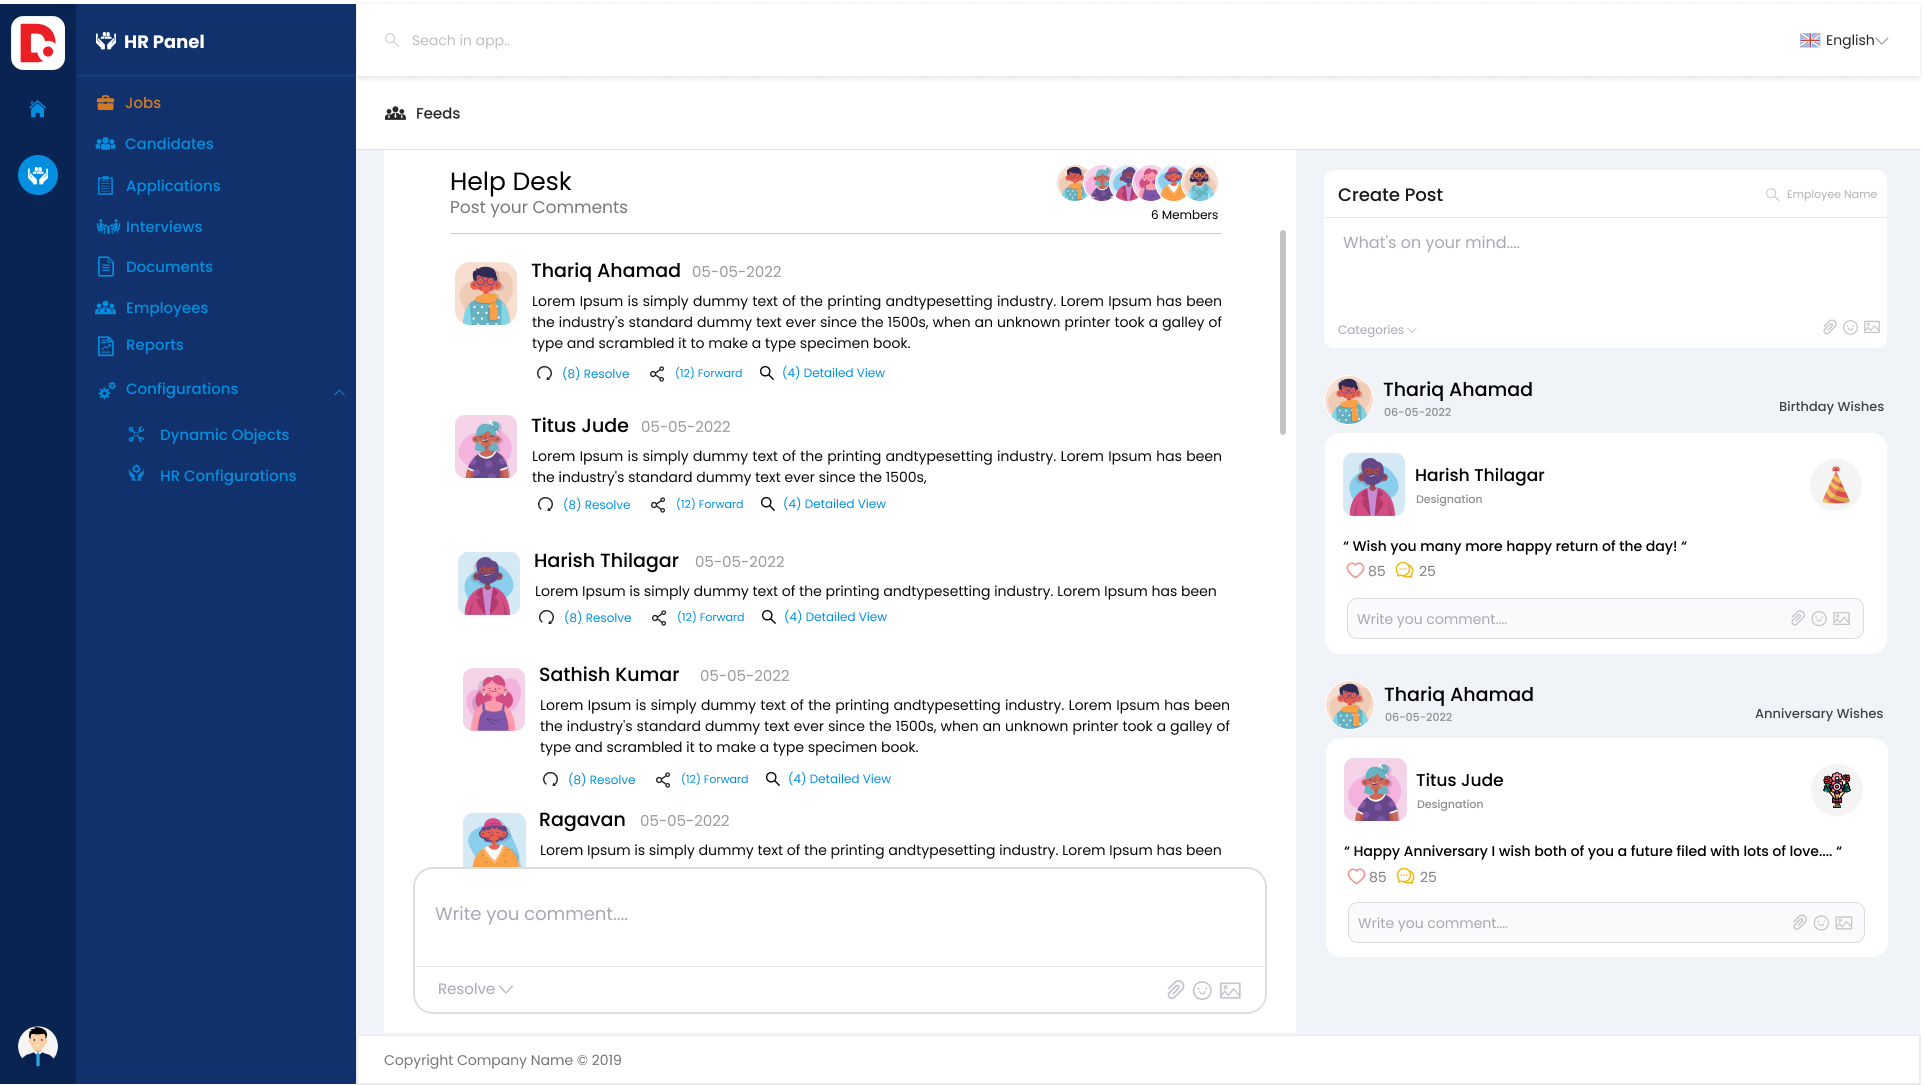 HR Panel
Jobs
Candidates
Applications
Interviews
Documents
Employees
Reports
Configurations
Dynamic Objects
HR Configurations
Seach in app..
English
Feeds
Help Desk
Post your Comments
6 Members
Thariq Ahamad 05-05-2022
Lorem Ipsum is simply dummy text of the printing andtypesetting industry. Lorem Ipsum has been
the industry's standard dummy text ever since the 1500s, when an unknown printer took a galley of
type and scrambled it to make a type specimen book.
(8) Resolve (12) Forward (4) Detailed View
Titus Jude 05-05-2022
Lorem Ipsum is simply dummy text of the printing andtypesetting industry. Lorem Ipsum has been
the industry's standard dummy text ever since the 1500s,
(8) Resolve (12) Forward (4) Detailed View
Harish Thilagar 05-05-2022
Lorem Ipsum is simply dummy text of the printing andtypesetting industry. Lorem Ipsum has been
(8) Resolve (12) Forward (4) Detailed View
Sathish Kumar 05-05-2022
Lorem Ipsum is simply dummy text of the printing andtypesetting industry. Lorem Ipsum has been
the industry's standard dummy text ever since the 1500s, when an unknown printer took a galley of
type and scrambled it to make a type specimen book.
(8) Resolve (12) Forward (4) Detailed View
Ragavan 05-05-2022
Lorem Ipsum is simply dummy text of the printing andtypesetting industry. Lorem Ipsum has been
Write you comment....
Resolve
Create Post
Employee Name
What's on your mind....
Categories
Thariq Ahamad
06-05-2022
Birthday Wishes
Harish Thilagar
Designation
“ Wish you many more happy return of the day! “
85 25
Write you comment....
Thariq Ahamad
06-05-2022
Anniversary Wishes
Titus Jude
Designation
“ Happy Anniversary I wish both of you a future filed with lots of love.... “
85 25
Write you comment....
Copyright Company Name © 2019